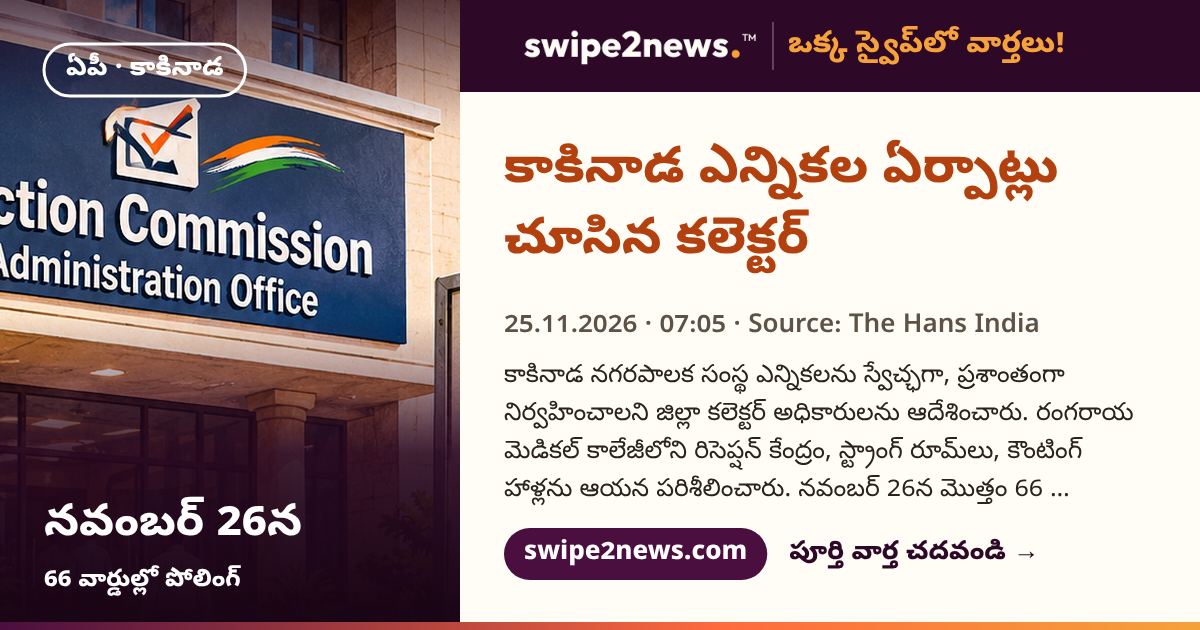 ఏపీ · కాకినాడ
ction Commission
Administration Office
నవంబర్ 26న
66 వార్డుల్లో పోలింగ్
swipe2news.™
ఒక్క స్వైప్‌లో వార్తలు!
కాకినాడ ఎన్నికల ఏర్పాట్లు
చూసిన కలెక్టర్
25.11.2026 · 07:05 · Source: The Hans India
కాకినాడ నగరపాలక సంస్థ ఎన్నికలను స్వేచ్ఛగా, ప్రశాంతంగా
నిర్వహించాలని జిల్లా కలెక్టర్ అధికారులను ఆదేశించారు. రంగరాయ
మెడికల్ కాలేజీలోని రిసెప్షన్ కేంద్రం, స్ట్రాంగ్ రూమ్‌లు, కౌంటింగ్
హాళ్లను ఆయన పరిశీలించారు. నవంబర్ 26న మొత్తం 66 ...
swipe2news.com
పూర్తి వార్త చదవండి →